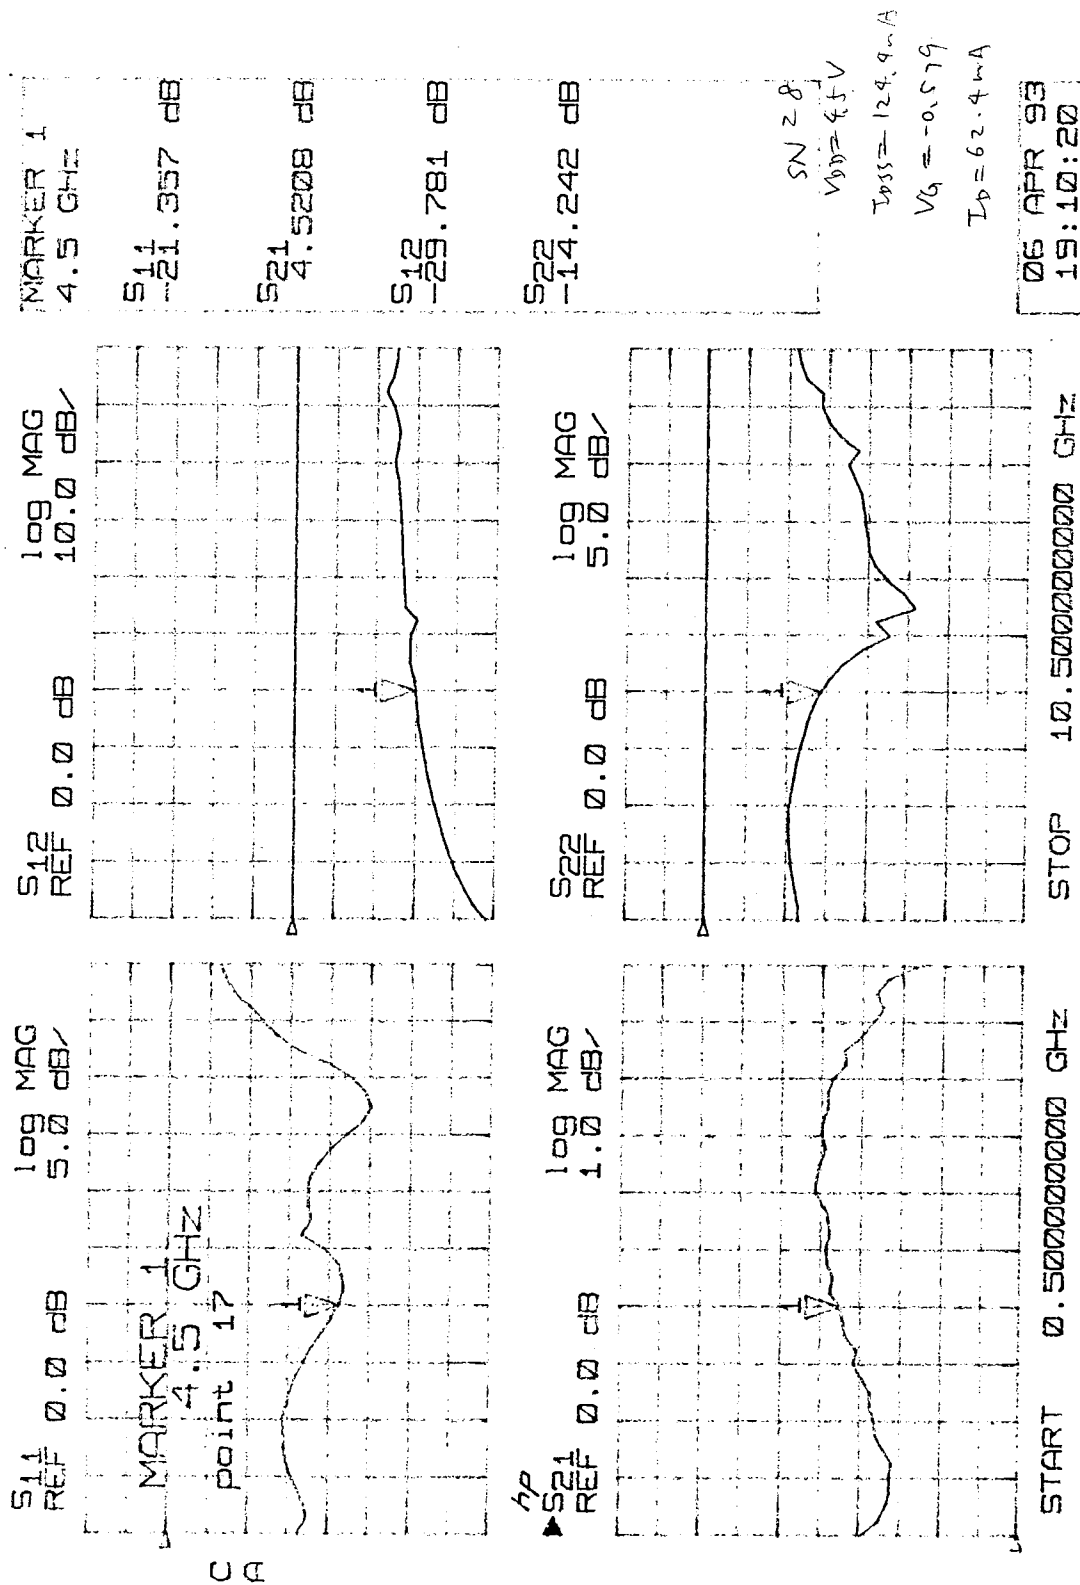 S11
REF 0.0 dB
log MAG
5.0 dB/
MARKER 1
4.5 GHz
point 17
C
A
S12
REF 0.0 dB
log MAG
10.0 dB/
hp
S21
REF 0.0 dB
log MAG
1.0 dB/
S22
REF 0.0 dB
log MAG
5.0 dB/
START 0.500000000 GHz
STOP 10.500000000 GHz
MARKER 1
4.5 GHz
S11
-21.357 dB
S21
4.5208 dB
S12
-29.781 dB
S22
-14.242 dB
SN 28
VDD=4.5V
IDSS=124.4mA
VG=-0.579
ID=62.4mA
06 APR 93
19:10:20